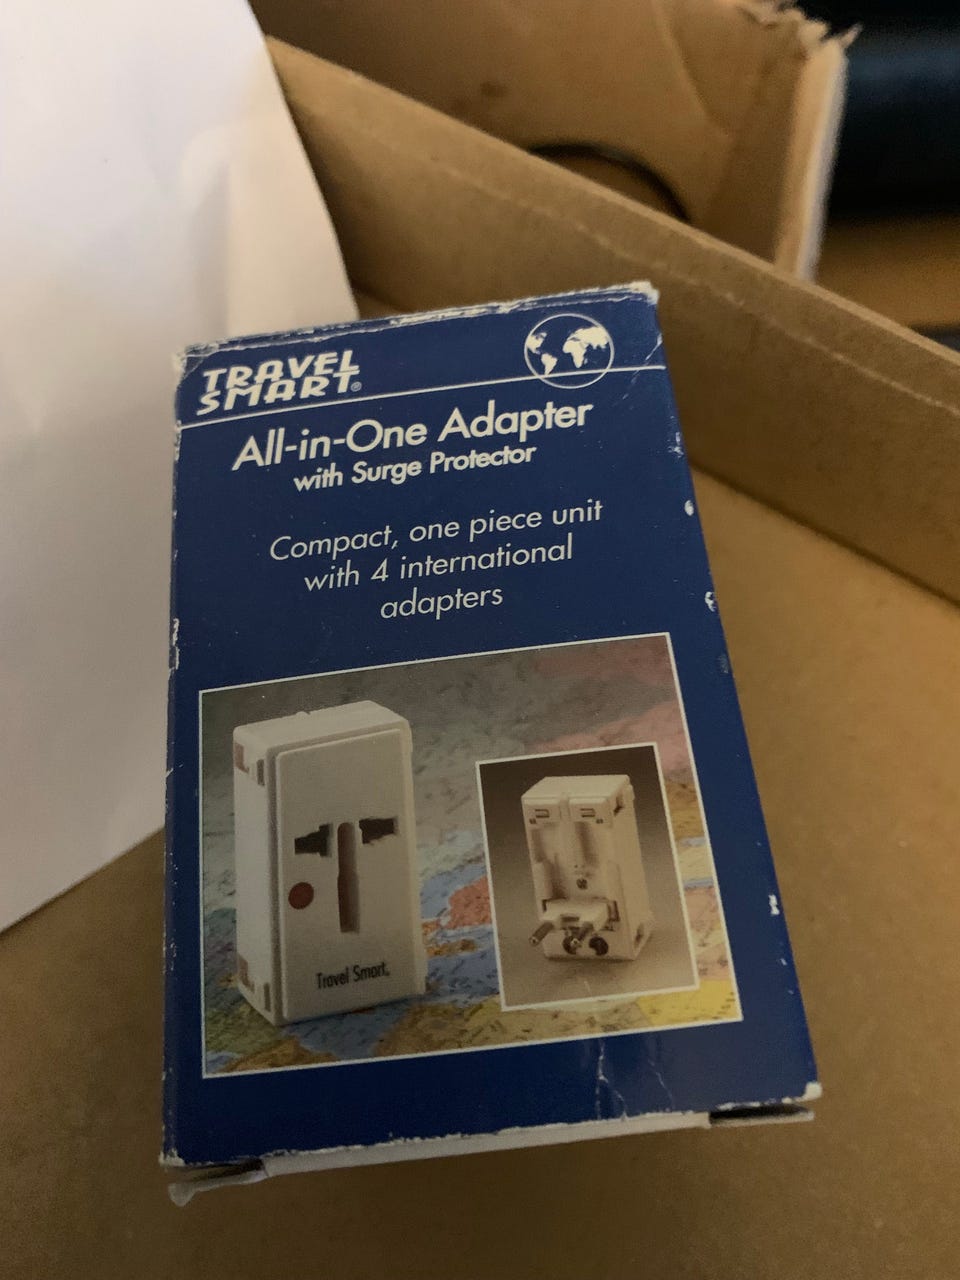 TRAVEL
SMART®
All-in-One Adapter
with Surge Protector
Compact, one piece unit
with 4 international
adapters
Travel Smart®